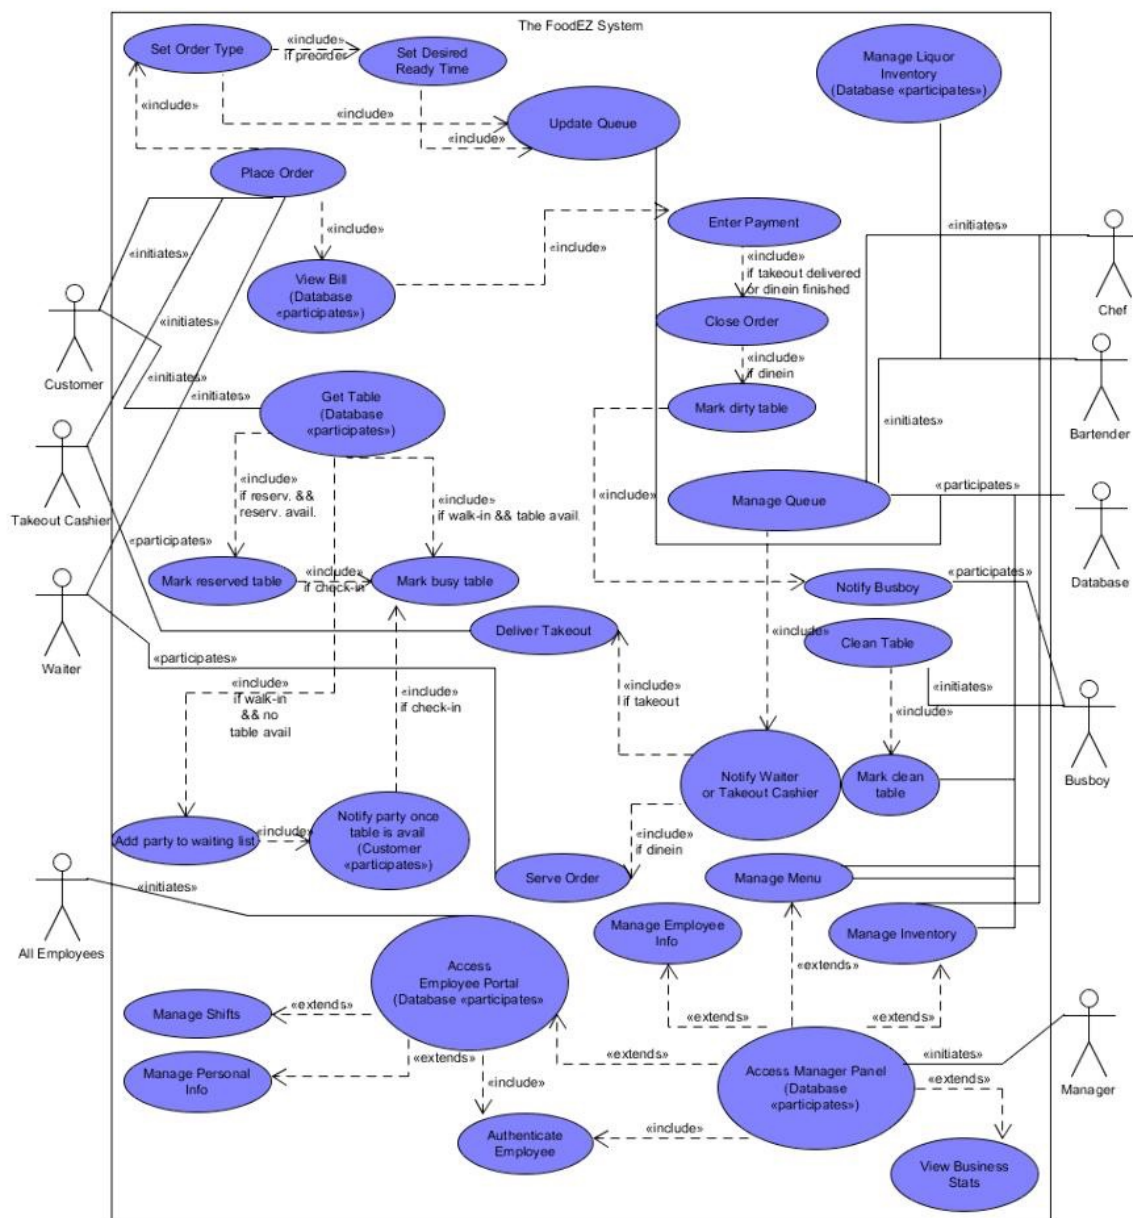 The FoodEZ System
Set Order Type
«include»
if preorder
Set Desired
Ready Time
Manage Liquor
Inventory
(Database «participates»)
«include»
«include»
«include»
Update Queue
Place Order
«include»
Enter Payment
«initiates»
«include»
«initiates»
Chef
«include»
if takeout delivered
or dinein finished
View Bill
(Database
«participates»)
Customer
«initiates»
Close Order
«initiates»
Bartender
«include»
if dinein
«initiates»
«initiates»
Get Table
(Database
«participates»)
Mark dirty table
Takeout Cashier
«include»
if reserv. &&
reserv. avail.
«include»
if walk-in && table avail.
«include»
Manage Queue
«participates»
Database
«participates»
Mark reserved table
«include»
if check-in
Mark busy table
Notify Busboy
«participates»
Waiter
Deliver Takeout
«include»
Clean Table
«participates»
«include»
if walk-in
&& no
table avail
«include»
if check-in
«include»
if takeout
«initiates»
«include»
Busboy
Notify Waiter
or Takeout Cashier
Mark clean
table
Add party to waiting list
«include»
Notify party once
table is avail
(Customer
«participates»)
«include»
if dinein
Serve Order
Manage Menu
All Employees
«initiates»
Manage Employee
Info
Manage Inventory
Access
Employee Portal
(Database «participates»
«extends»
Manage Shifts
«extends»
«extends»
«extends»
Manager
Manage Personal
Info
«extends»
«extends»
«initiates»
Access Manager Panel
(Database
«participates»)
«include»
«extends»
Authenticate
Employee
«include»
View Business
Stats